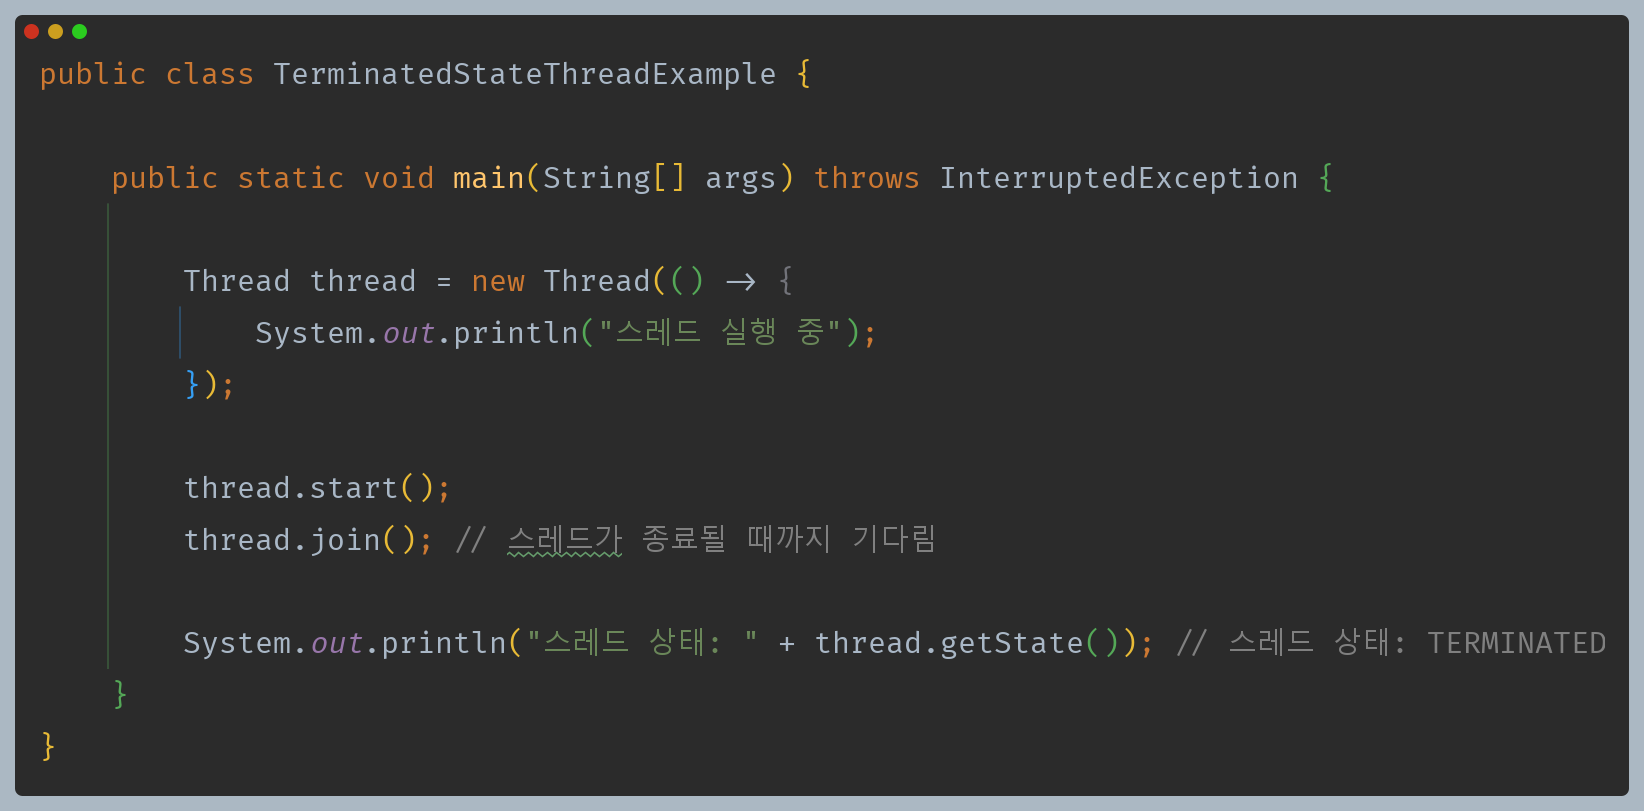 public class TerminatedStateThreadExample {
public static void main(String[] args) throws InterruptedException {
Thread thread = new Thread(() -> {
System.out.println("스레드 실행 중");
});
thread.start();
thread.join(); // 스레드가 종료될 때까지 기다림
System.out.println("스레드 상태: " + thread.getState()); // 스레드 상태: TERMINATED
}
}